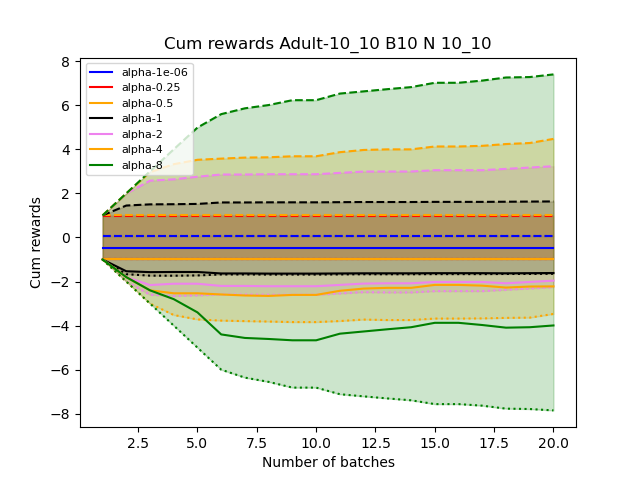 Cum rewards Adult-10_10 B10 N 10_10
alpha-1e-06
alpha-0.25
alpha-0.5
alpha-1
alpha-2
alpha-4
alpha-8
8
6
4
2
0
−2
−4
−6
−8
Cum rewards
2.5 5.0 7.5 10.0 12.5 15.0 17.5 20.0
Number of batches